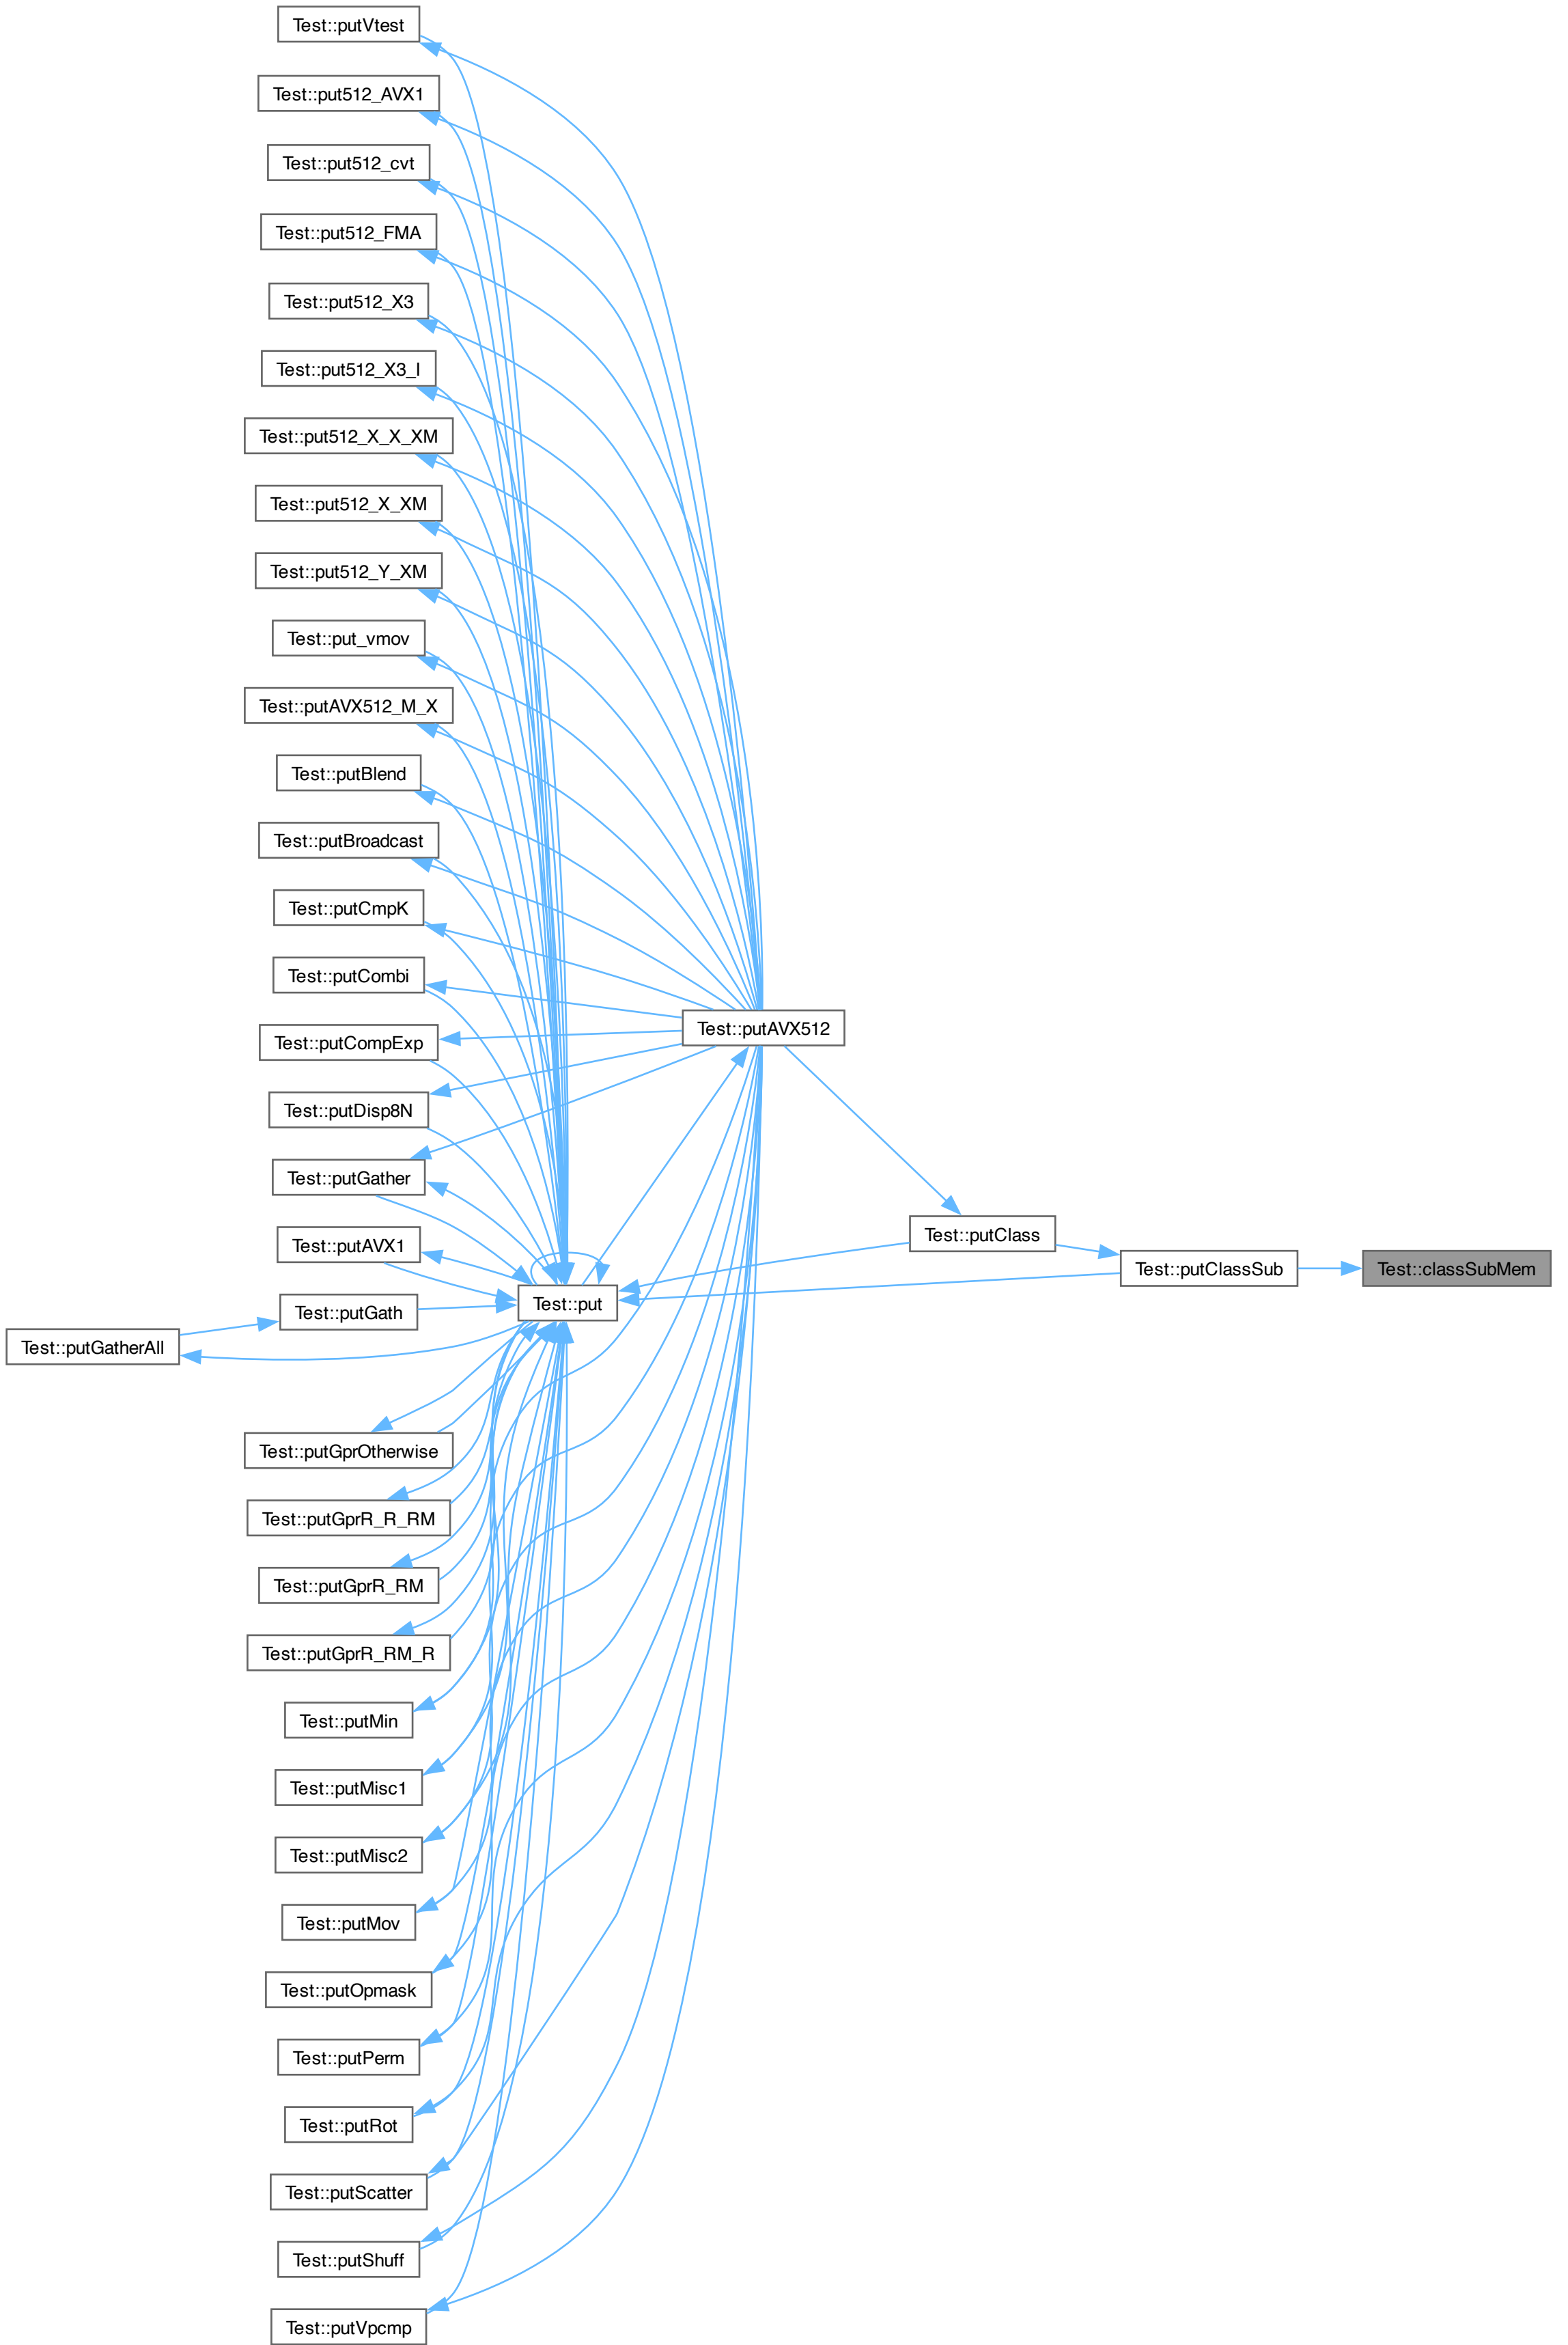 Test::putVtest
Test::put512_AVX1
Test::put512_cvt
Test::put512_FMA
Test::put512_X3
Test::put512_X3_I
Test::put512_X_X_XM
Test::put512_X_XM
Test::put512_Y_XM
Test::put_vmov
Test::putAVX512_M_X
Test::putBlend
Test::putBroadcast
Test::putCmpK
Test::putCombi
Test::putCompExp
Test::putDisp8N
Test::putGather
Test::putAVX1
Test::putGath
Test::putGatherAll
Test::putGprOtherwise
Test::putGprR_R_RM
Test::putGprR_RM
Test::putGprR_RM_R
Test::putMin
Test::putMisc1
Test::putMisc2
Test::putMov
Test::putOpmask
Test::putPerm
Test::putRot
Test::putScatter
Test::putShuff
Test::putVpcmp
Test::put
Test::putAVX512
Test::putClass
Test::putClassSub
Test::classSubMem